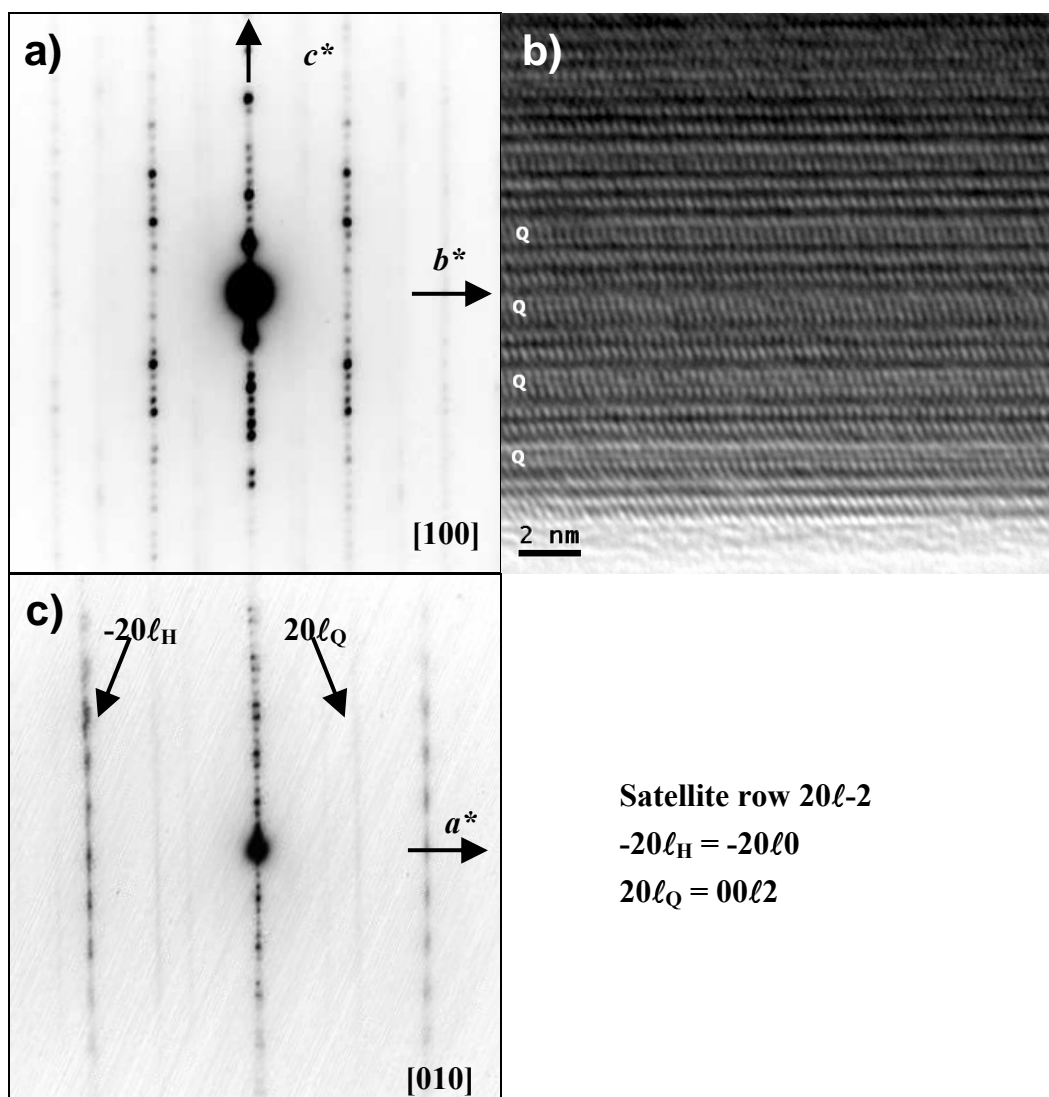 a)
c*
b*
[100]
b)
Q
Q
Q
Q
2 nm
c)
-20ℓH
20ℓQ
a*
[010]
Satellite row 20ℓ-2
-20ℓH = -20ℓ0
20ℓQ = 00ℓ2